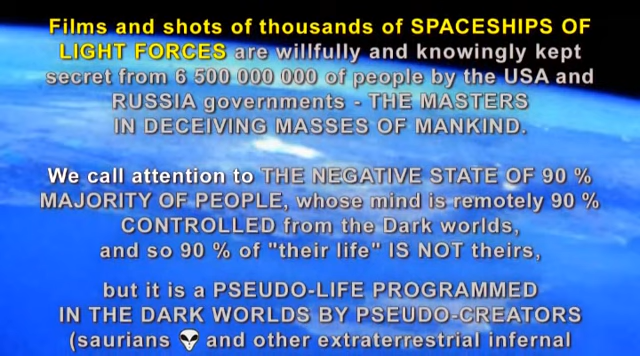 Films and shots of thousands of SPACESHIPS OF
LIGHT FORCES are willfully and knowingly kept
secret from 6 500 000 000 of people by the USA and
RUSSIA governments - THE MASTERS
IN DECEIVING MASSES OF MANKIND.
We call attention to THE NEGATIVE STATE OF 90 %
MAJORITY OF PEOPLE, whose mind is remotely 90 %
CONTROLLED from the Dark worlds,
and so 90 % of "their life" IS NOT theirs,
but it is a PSEUDO-LIFE PROGRAMMED
IN THE DARK WORLDS BY PSEUDO-CREATORS
(saurians 👽 and other extraterrestrial infernal